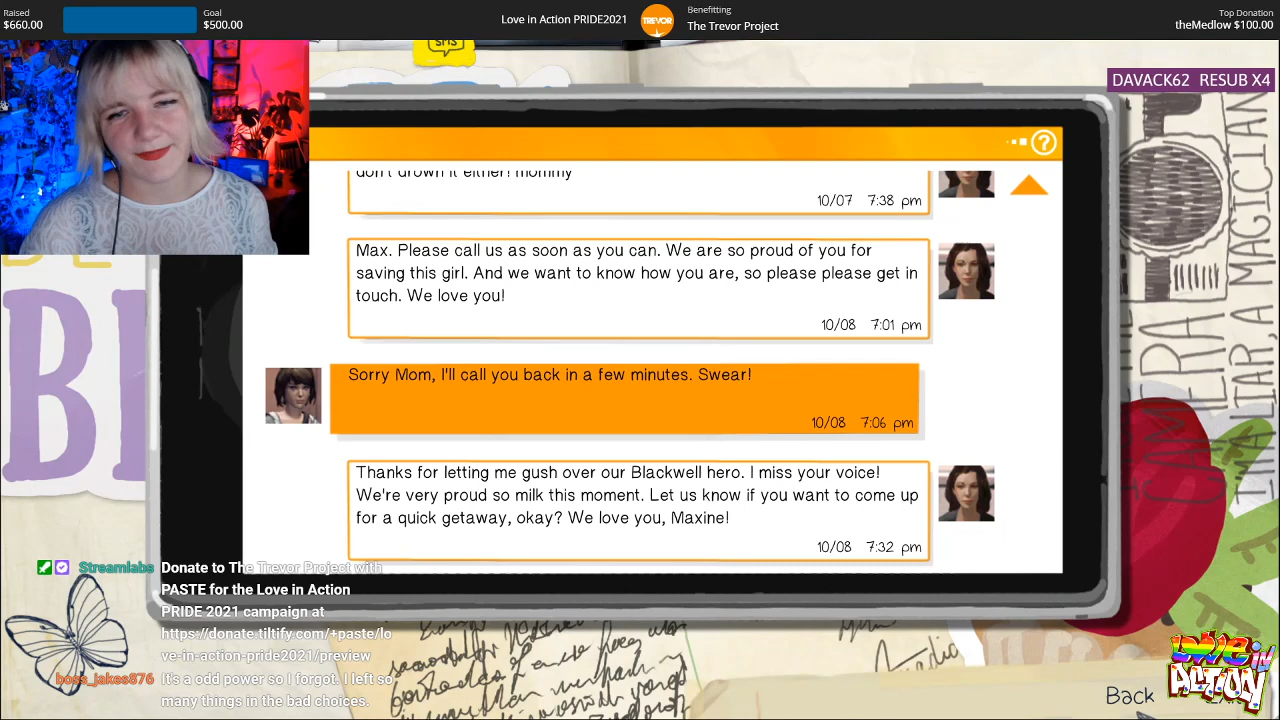 Raised
$660.00
Goal
$500.00
Love in Action PRIDE2021
TREVOR
Benefitting
The Trevor Project
Top Donation
theMedlow $100.00
SMS
DAVACK62 RESUB X4
?
don't drown it either! mommy
10/07 7:38 pm
Max. Please call us as soon as you can. We are so proud of you for
saving this girl. And we want to know how you are, so please please get in
touch. We love you!
10/08 7:01 pm
Sorry Mom, I'll call you back in a few minutes. Swear!
10/08 7:06 pm
Thanks for letting me gush over our Blackwell hero. I miss your voice!
We're very proud so milk this moment. Let us know if you want to come up
for a quick getaway, okay? We love you, Maxine!
10/08 7:32 pm
CAMERA
I'M A LIAR, A MAGICIAN
Streamlabs Donate to The Trevor Project with
PASTE for the Love in Action
PRIDE 2021 campaign at
https://donate.tiltify.com/+paste/lo
ve-in-action-pride2021/preview
boss_jakes876 It's a odd power so I forgot. I left so
many things in the bad choices.
LOVE in
ACTION
Back